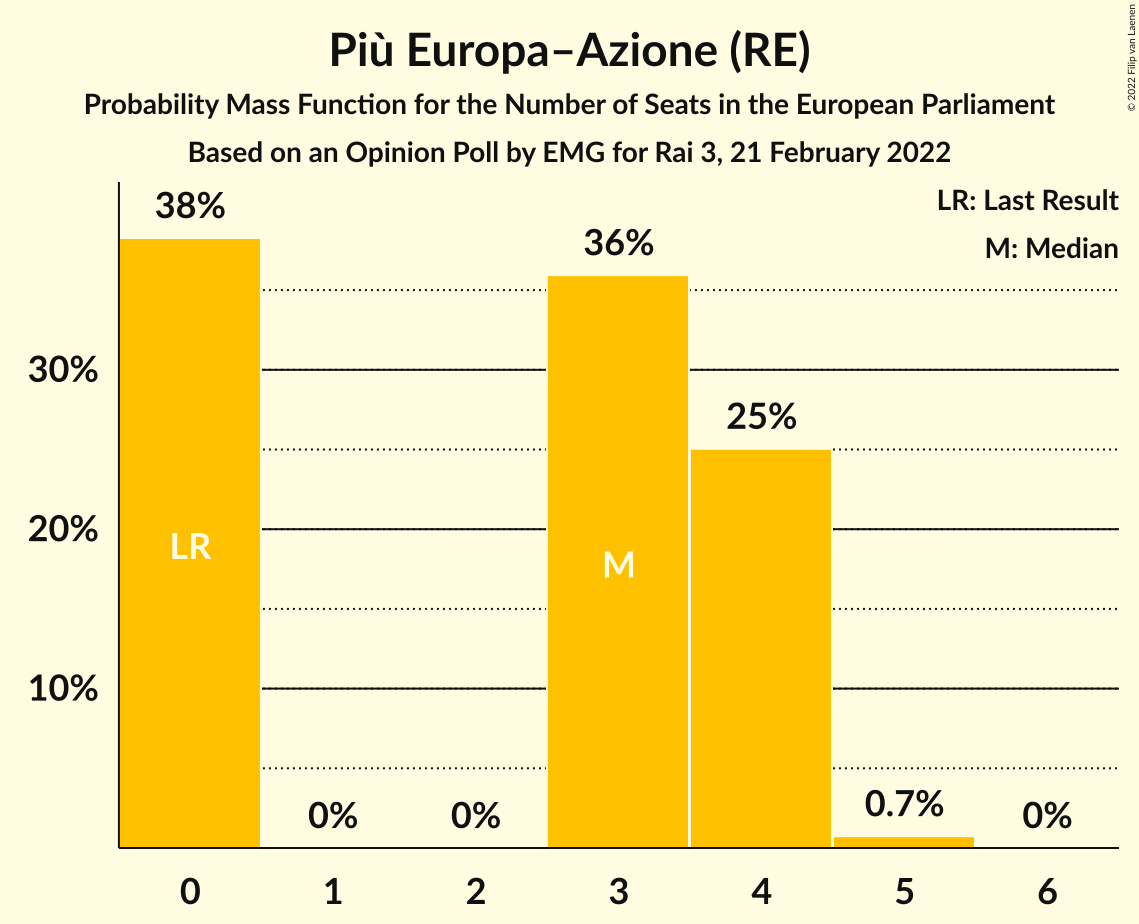 Più Europa–Azione (RE)
Probability Mass Function for the Number of Seats in the European Parliament
Based on an Opinion Poll by EMG for Rai 3, 21 February 2022
© 2022 Filip van Laenen
LR: Last Result
M: Median
38%
36%
30%
25%
20%
LR
M
10%
0%
0%
0.7%
0%
0 1 2 3 4 5 6